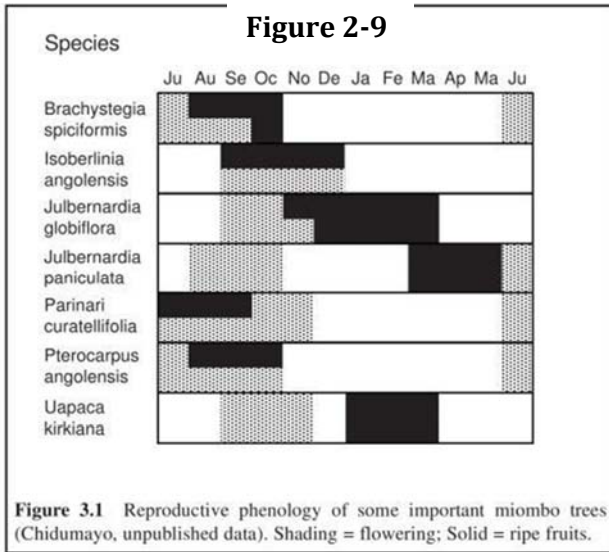 Figure 2-9
Species
Ju Au Se Oc No De Ja Fe Ma Ap Ma Ju
Brachystegia
spiciformis
Isoberlinia
angolensis
Julbernardia
globiflora
Julbernardia
paniculata
Parinari
curatellifolia
Pterocarpus
angolensis
Uapaca
kirkiana
Figure 3.1 Reproductive phenology of some important miombo trees
(Chidumayo, unpublished data). Shading = flowering; Solid = ripe fruits.